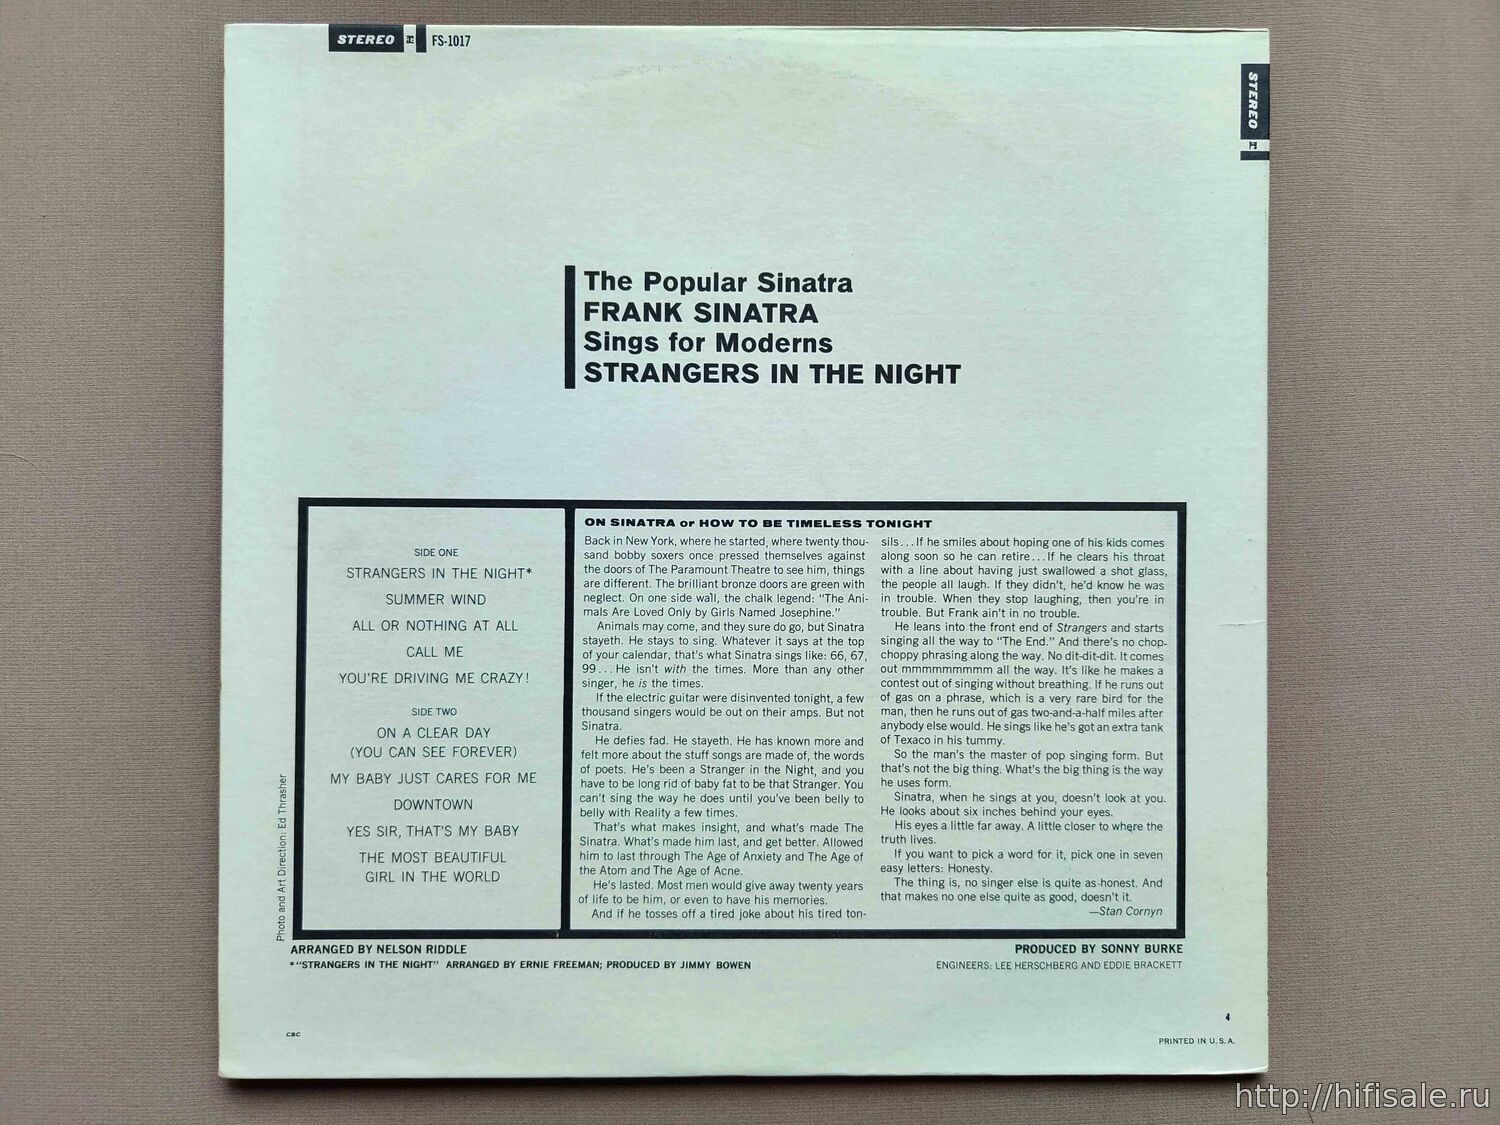 STEREO
FS-1017
STEREO
The Popular Sinatra
FRANK SINATRA
Sings for Moderns
STRANGERS IN THE NIGHT
SIDE ONE
STRANGERS IN THE NIGHT*
SUMMER WIND
ALL OR NOTHING AT ALL
CALL ME
YOU'RE DRIVING ME CRAZY!
SIDE TWO
ON A CLEAR DAY
(YOU CAN SEE FOREVER)
MY BABY JUST CARES FOR ME
DOWNTOWN
YES SIR, THAT'S MY BABY
THE MOST BEAUTIFUL
GIRL IN THE WORLD
Photo and Art Direction: Ed Thrasher
ON SINATRA or HOW TO BE TIMELESS TONIGHT
Back in New York, where he started, where twenty thou-
sand bobby soxers once pressed themselves against
the doors of The Paramount Theatre to see him, things
are different. The brilliant bronze doors are green with
neglect. On one side wall, the chalk legend: "The Ani-
mals Are Loved Only by Girls Named Josephine."
Animals may come, and they sure do go, but Sinatra
stayeth. He stays to sing. Whatever it says at the top
of your calendar, that's what Sinatra sings like: 66, 67,
99... He isn't with the times. More than any other
singer, he is the times.
If the electric guitar were disinvented tonight, a few
thousand singers would be out on their amps. But not
Sinatra.
He defies fad. He stayeth. He has known more and
felt more about the stuff songs are made of, the words
of poets. He's been a Stranger in the Night, and you
have to be long rid of baby fat to be that Stranger. You
can't sing the way he does until you've been belly to
belly with Reality a few times.
That's what makes insight, and what's made The
Sinatra. What's made him last, and get better. Allowed
him to last through The Age of Anxiety and The Age of
the Atom and The Age of Acne.
He's lasted. Most men would give away twenty years
of life to be him, or even to have his memories.
And if he tosses off a tired joke about his tired ton-
sils... If he smiles about hoping one of his kids comes
along soon so he can retire... If he clears his throat
with a line about having just swallowed a shot glass,
the people all laugh. If they didn't, he'd know he was
in trouble. When they stop laughing, then you're in
trouble. But Frank ain't in no trouble.
He leans into the front end of Strangers and starts
singing all the way to "The End." And there's no chop-
choppy phrasing along the way. No dit-dit-dit. It comes
out mmmmmmmm all the way. It's like he makes a
contest out of singing without breathing. If he runs out
of gas on a phrase, which is a very rare bird for the
man, then he runs out of gas two-and-a-half miles after
anybody else would. He sings like he's got an extra tank
of Texaco in his tummy.
So the man's the master of pop singing form. But
that's not the big thing. What's the big thing is the way
he uses form.
Sinatra, when he sings at you, doesn't look at you.
He looks about six inches behind your eyes.
His eyes a little far away. A little closer to where the
truth lives.
If you want to pick a word for it, pick one in seven
easy letters: Honesty.
The thing is, no singer else is quite as honest. And
that makes no one else quite as good, doesn't it.
—Stan Cornyn
ARRANGED BY NELSON RIDDLE
*"STRANGERS IN THE NIGHT" ARRANGED BY ERNIE FREEMAN; PRODUCED BY JIMMY BOWEN
PRODUCED BY SONNY BURKE
ENGINEERS: LEE HERSCHBERG AND EDDIE BRACKETT
CSC
4
PRINTED IN U.S.A.
http://hifisale.ru